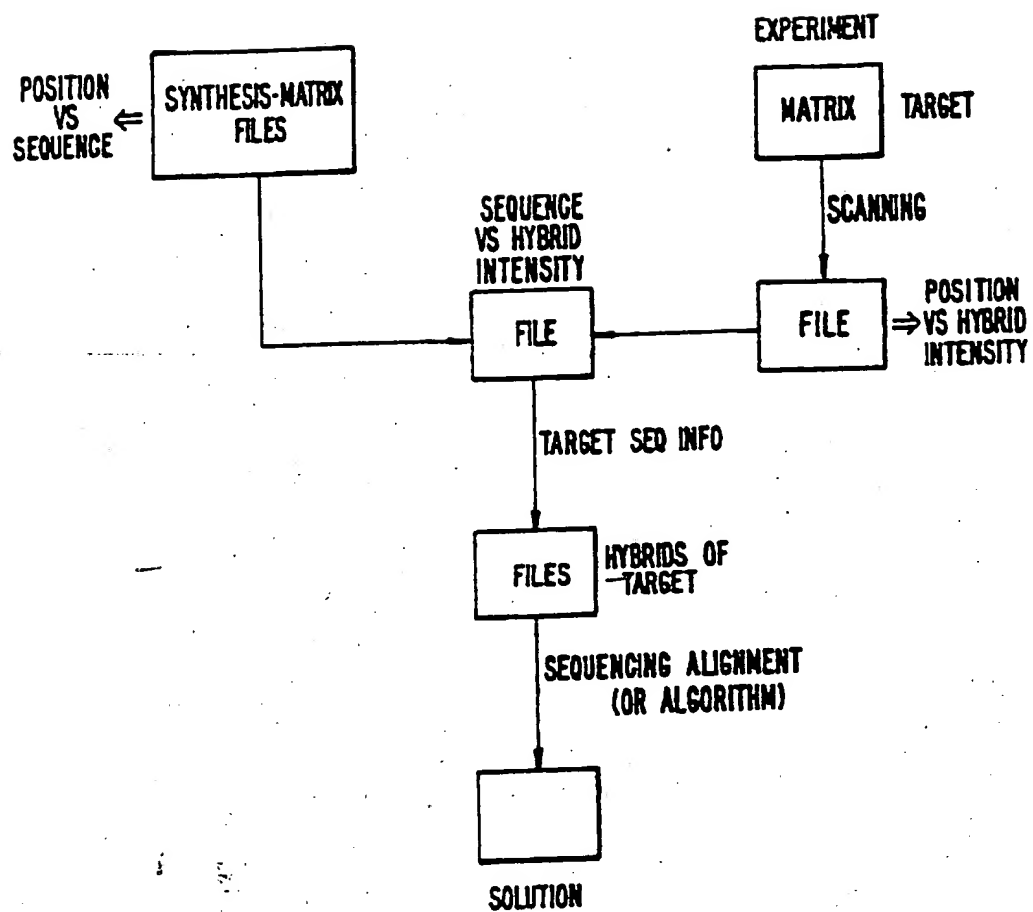 EXPERIMENT
POSITION
VS
SEQUENCE
⇐
SYNTHESIS-MATRIX
FILES
MATRIX
TARGET
SCANNING
SEQUENCE
VS HYBRID
INTENSITY
FILE
FILE
⇒
POSITION
VS HYBRID
INTENSITY
TARGET SEQ INFO
FILES
HYBRIDS OF
TARGET
SEQUENCING ALIGNMENT
(OR ALGORITHM)
SOLUTION